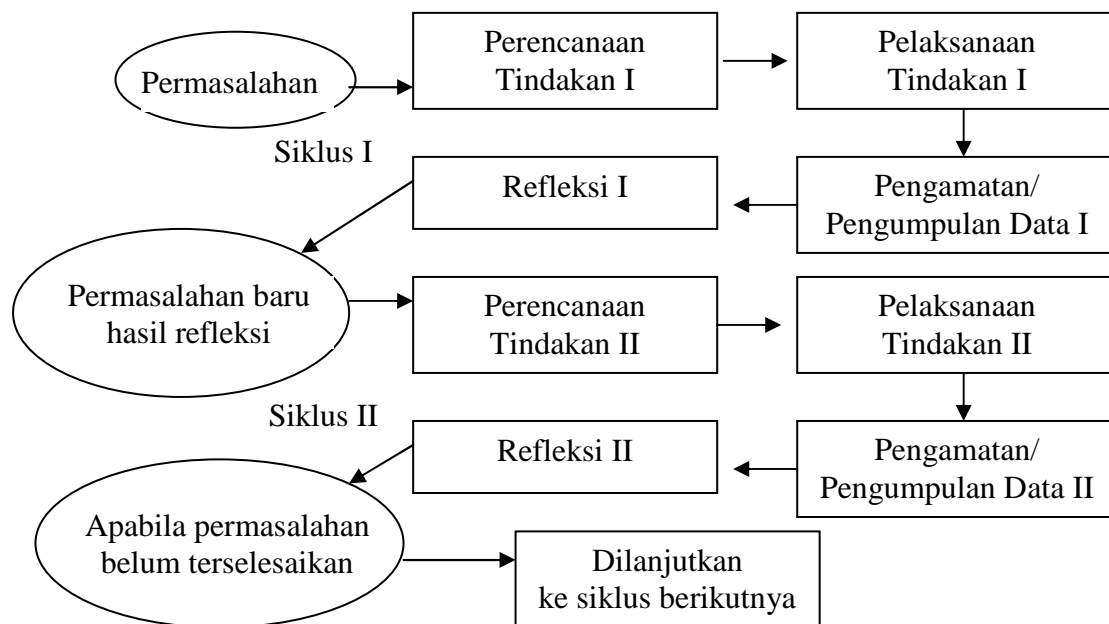 Permasalahan
Perencanaan
Tindakan I
Pelaksanaan
Tindakan I
Siklus I
Refleksi I
Pengamatan/
Pengumpulan Data I
Permasalahan baru
hasil refleksi
Perencanaan
Tindakan II
Pelaksanaan
Tindakan II
Siklus II
Refleksi II
Pengamatan/
Pengumpulan Data II
Apabila permasalahan
belum terselesaikan
Dilanjutkan
ke siklus berikutnya